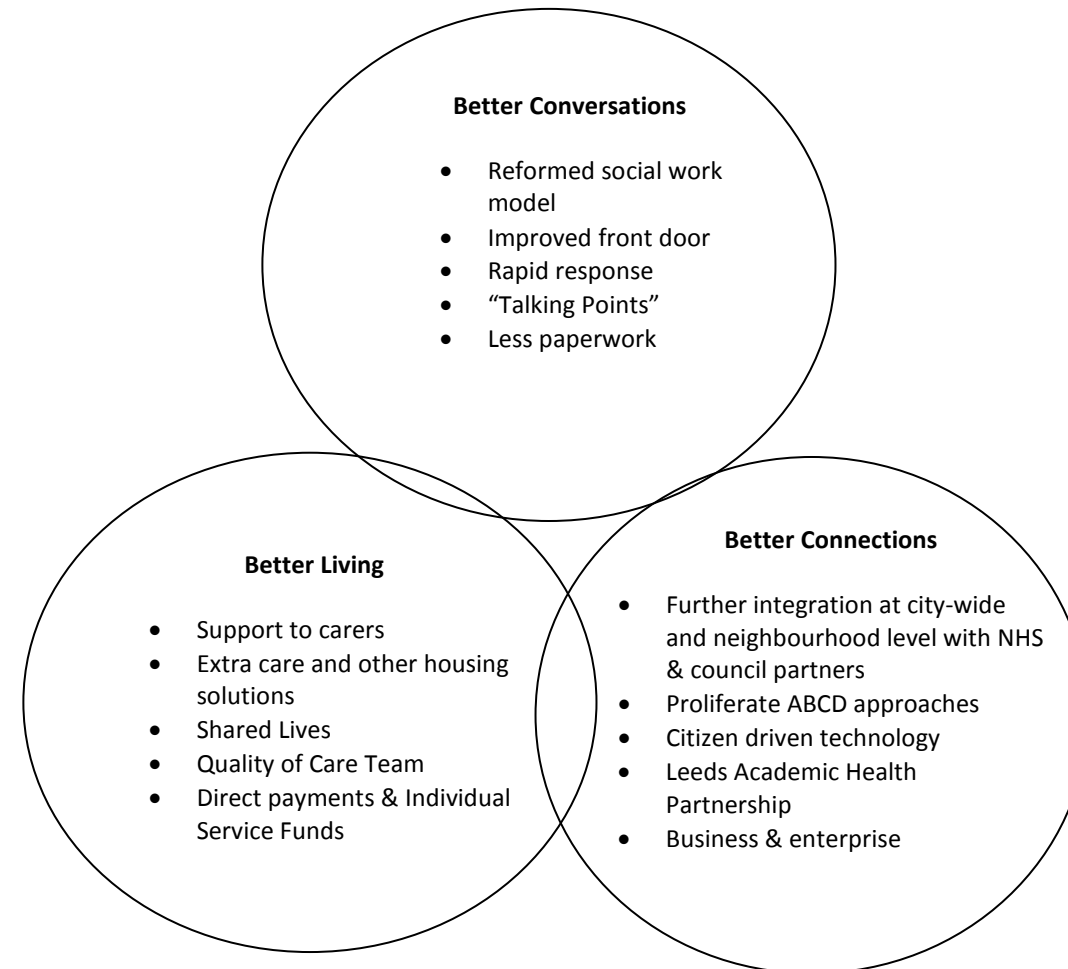 Better Conversations
• Reformed social work
model
• Improved front door
• Rapid response
• “Talking Points”
• Less paperwork
Better Living
• Support to carers
• Extra care and other housing
solutions
• Shared Lives
• Quality of Care Team
• Direct payments & Individual
Service Funds
Better Connections
• Further integration at city-wide
and neighbourhood level with NHS
& council partners
• Proliferate ABCD approaches
• Citizen driven technology
• Leeds Academic Health
Partnership
• Business & enterprise